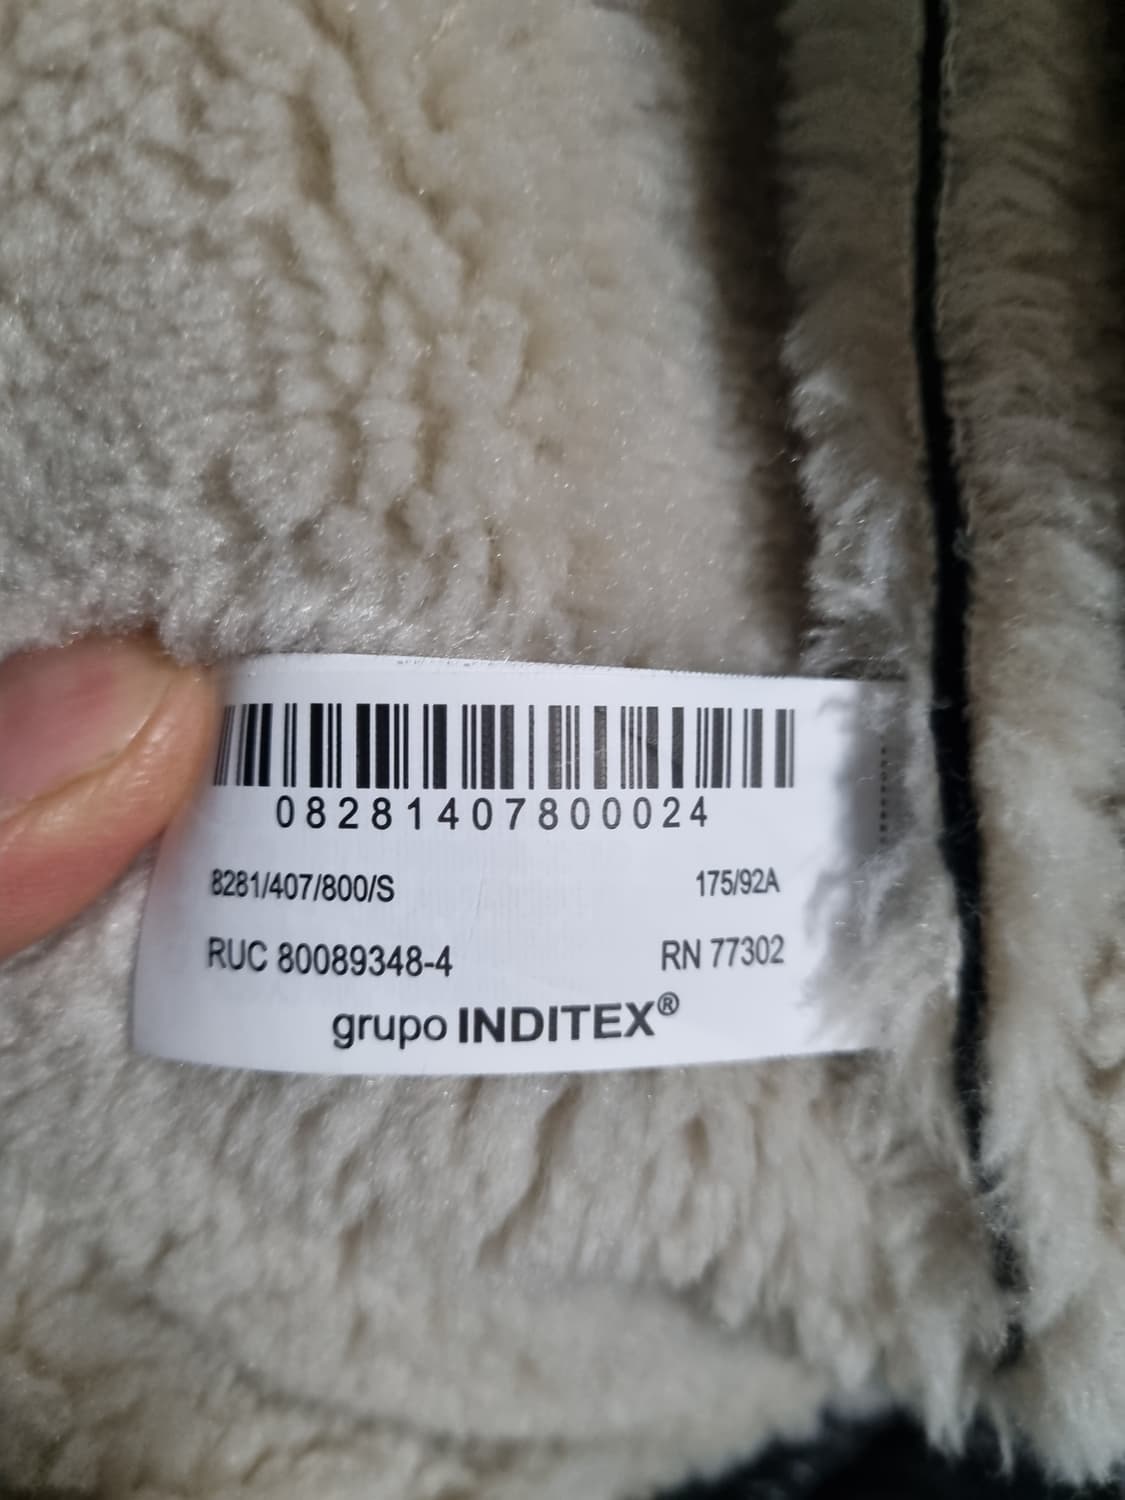 08281407800024
8281/407/800/S 175/92A
RUC 80089348-4 RN 77302
grupo INDITEX®